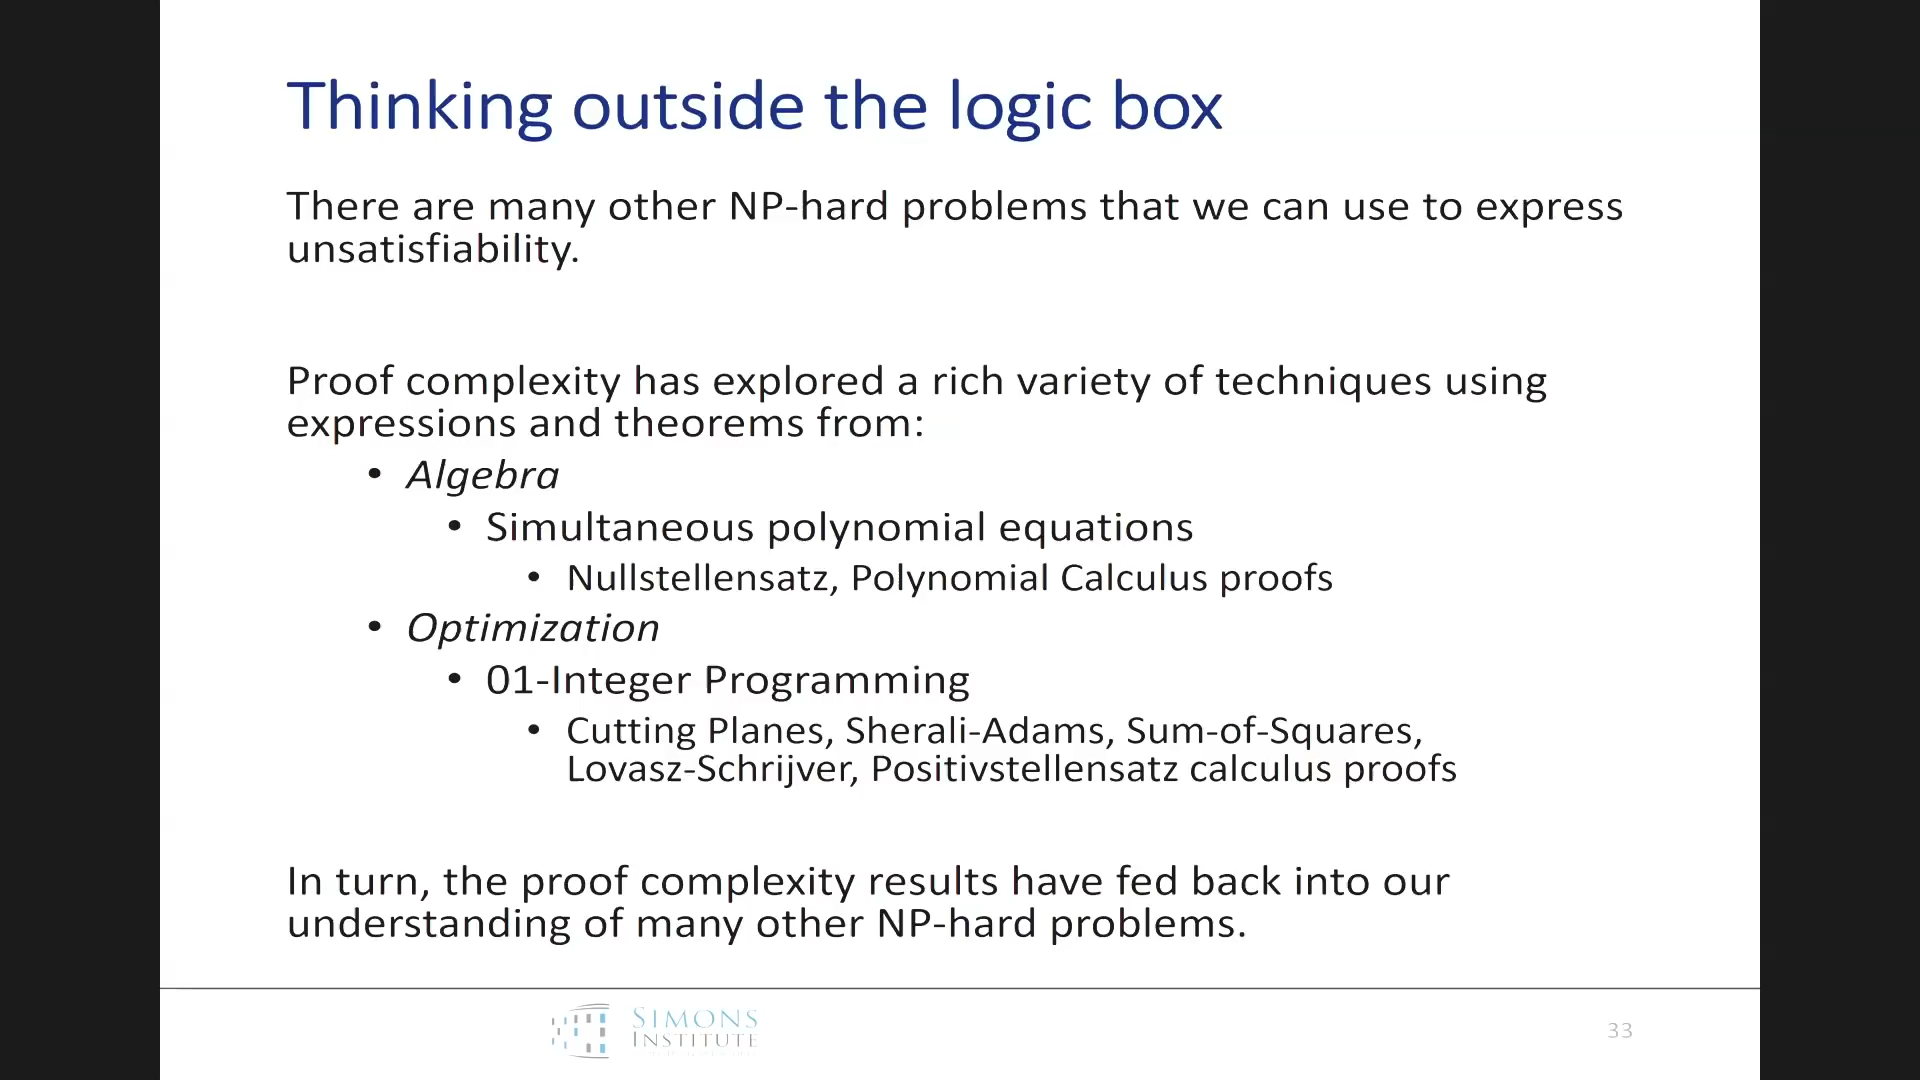 Thinking outside the logic box
There are many other NP-hard problems that we can use to express
unsatisfiability.
Proof complexity has explored a rich variety of techniques using
expressions and theorems from:
• Algebra
• Simultaneous polynomial equations
• Nullstellensatz, Polynomial Calculus proofs
• Optimization
• 01-Integer Programming
• Cutting Planes, Sherali-Adams, Sum-of-Squares,
Lovasz-Schrijver, Positivstellensatz calculus proofs
In turn, the proof complexity results have fed back into our
understanding of many other NP-hard problems.
SIMONS
INSTITUTE
33